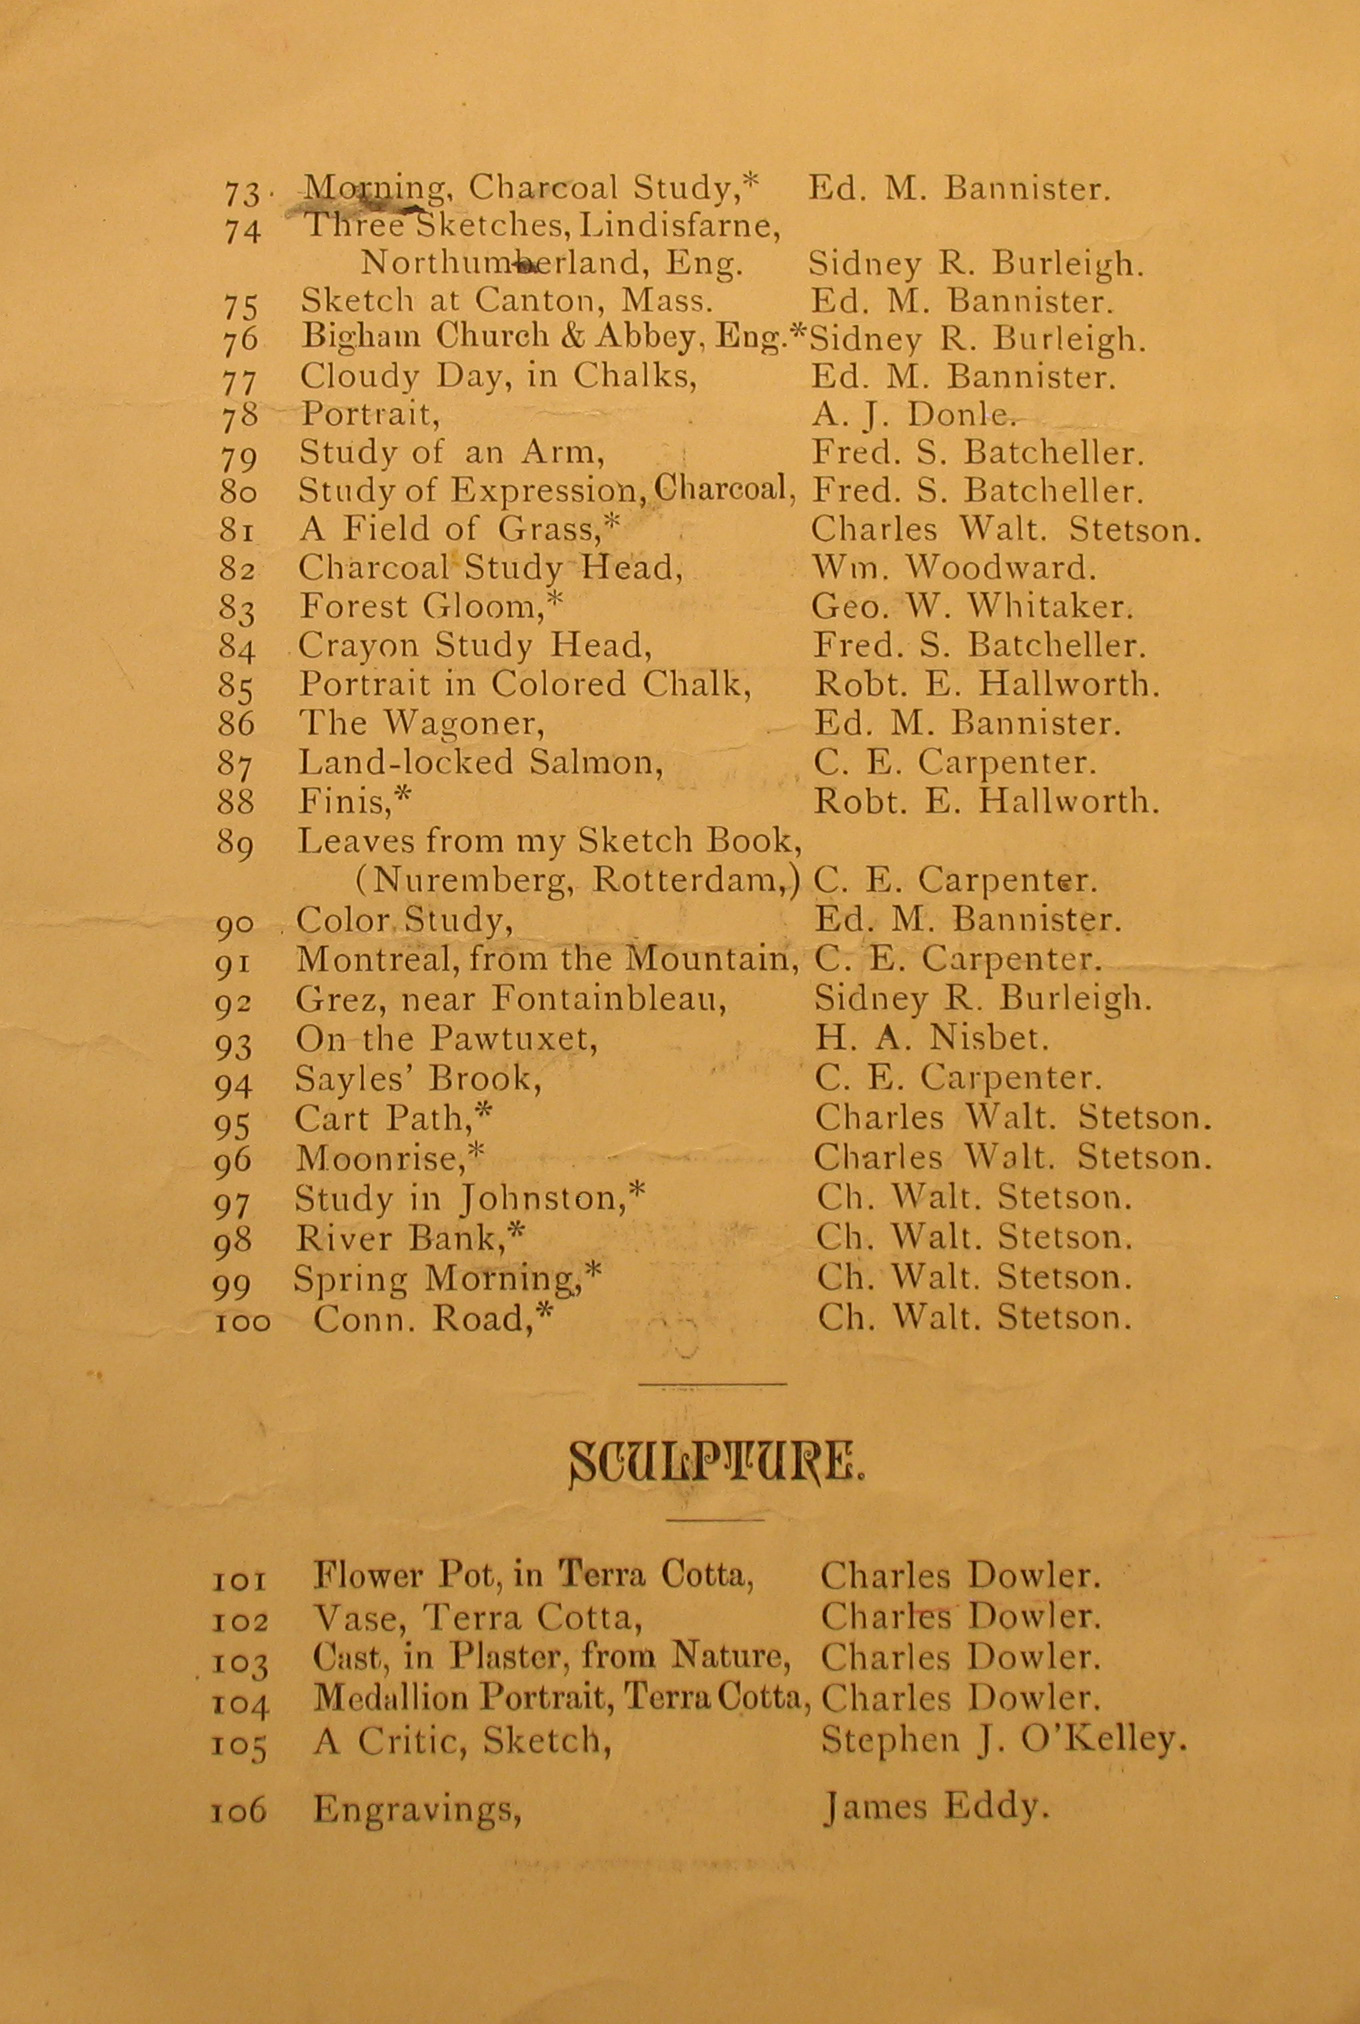 73 Morning, Charcoal Study,* Ed. M. Bannister.
74 Three Sketches, Lindisfarne,
Northumberland, Eng. Sidney R. Burleigh.
75 Sketch at Canton, Mass. Ed. M. Bannister.
76 Bigham Church & Abbey, Eng.* Sidney R. Burleigh.
77 Cloudy Day, in Chalks, Ed. M. Bannister.
78 Portrait, A. J. Donle.
79 Study of an Arm, Fred. S. Batcheller.
80 Study of Expression, Charcoal, Fred. S. Batcheller.
81 A Field of Grass,* Charles Walt. Stetson.
82 Charcoal Study Head, Wm. Woodward.
83 Forest Gloom,* Geo. W. Whitaker.
84 Crayon Study Head, Fred. S. Batcheller.
85 Portrait in Colored Chalk, Robt. E. Hallworth.
86 The Wagoner, Ed. M. Bannister.
87 Land-locked Salmon, C. E. Carpenter.
88 Finis,* Robt. E. Hallworth.
89 Leaves from my Sketch Book,
(Nuremberg, Rotterdam,) C. E. Carpenter.
90 Color Study, Ed. M. Bannister.
91 Montreal, from the Mountain, C. E. Carpenter.
92 Grez, near Fontainbleau, Sidney R. Burleigh.
93 On the Pawtuxet, H. A. Nisbet.
94 Sayles' Brook, C. E. Carpenter.
95 Cart Path,* Charles Walt. Stetson.
96 Moonrise,* Charles Walt. Stetson.
97 Study in Johnston,* Ch. Walt. Stetson.
98 River Bank,* Ch. Walt. Stetson.
99 Spring Morning,* Ch. Walt. Stetson.
100 Conn. Road,* Ch. Walt. Stetson.
SCULPTURE.
101 Flower Pot, in Terra Cotta, Charles Dowler.
102 Vase, Terra Cotta, Charles Dowler.
103 Cast, in Plaster, from Nature, Charles Dowler.
104 Medallion Portrait, Terra Cotta, Charles Dowler.
105 A Critic, Sketch, Stephen J. O'Kelley.
106 Engravings, James Eddy.